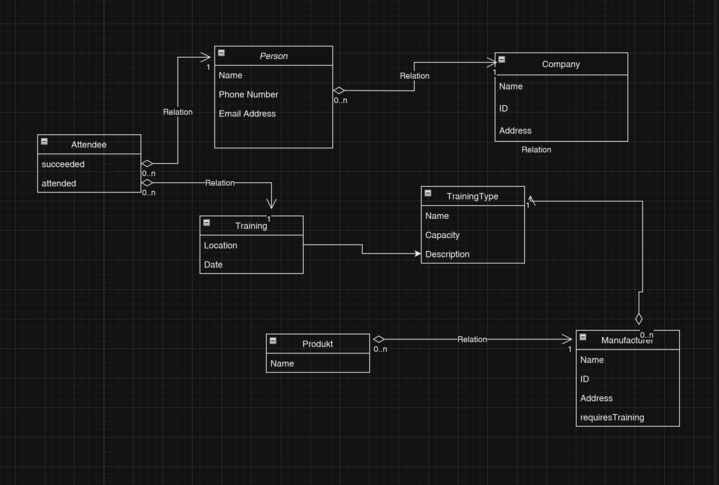 Person
Name
Phone Number
Email Address
1
Relation
0..n
Relation
1
Company
Name
ID
Address
Relation
Attendee
succeeded
attended
0..n
0..n
Relation
1
Training
Location
Date
TrainingType
Name
Capacity
Description
1
Produkt
Name
0..n
Relation
1
0..n
Manufacturer
Name
ID
Address
requiresTraining